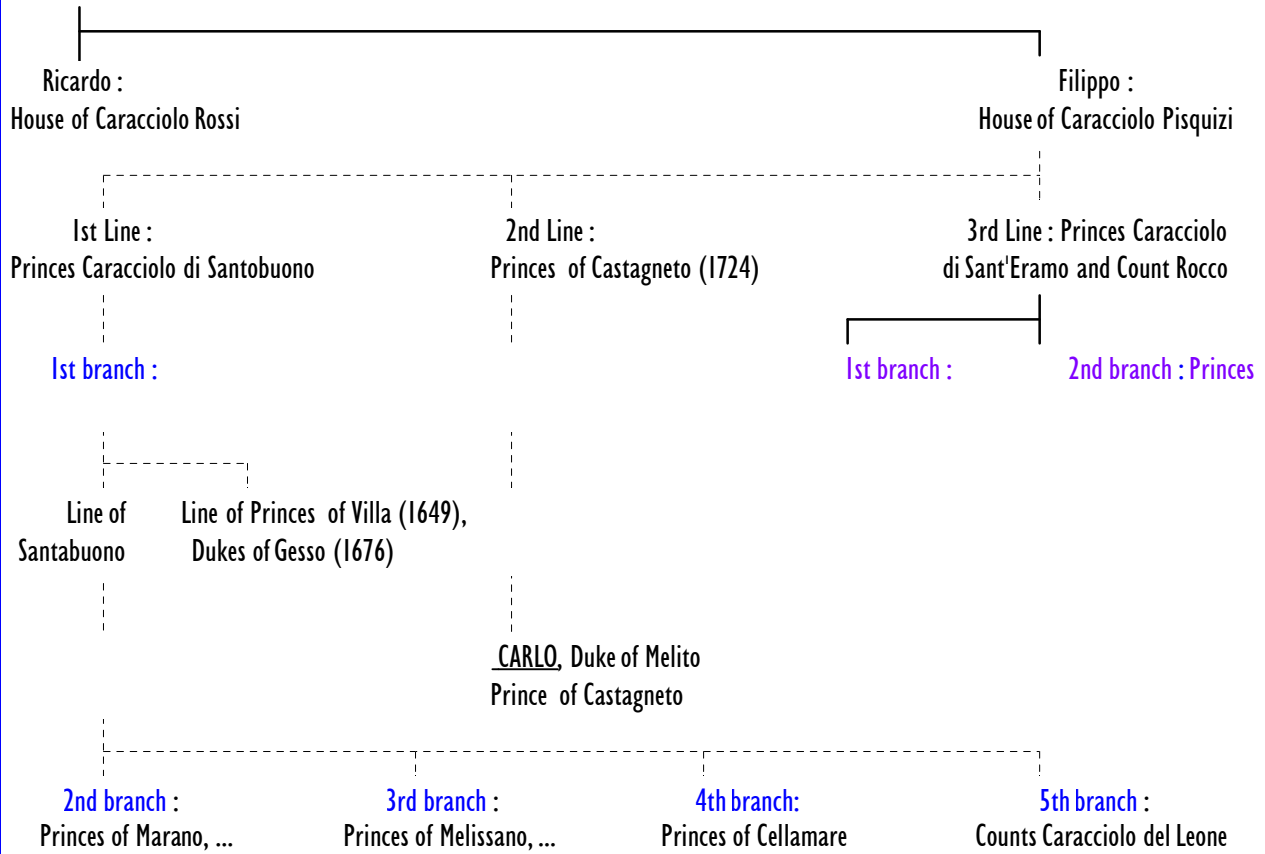 Ricardo :
House of Caracciolo Rossi
Filippo :
House of Caracciolo Pisquizi
1st Line :
Princes Caracciolo di Santobuono
2nd Line :
Princes of Castagneto (1724)
3rd Line : Princes Caracciolo
di Sant'Eramo and Count Rocco
1st branch :
1st branch :
2nd branch : Princes
Line of
Santabuono
Line of Princes of Villa (1649),
Dukes of Gesso (1676)
CARLO, Duke of Melito
Prince of Castagneto
2nd branch :
Princes of Marano, ...
3rd branch :
Princes of Melissano, ...
4th branch:
Princes of Cellamare
5th branch :
Counts Caracciolo del Leone